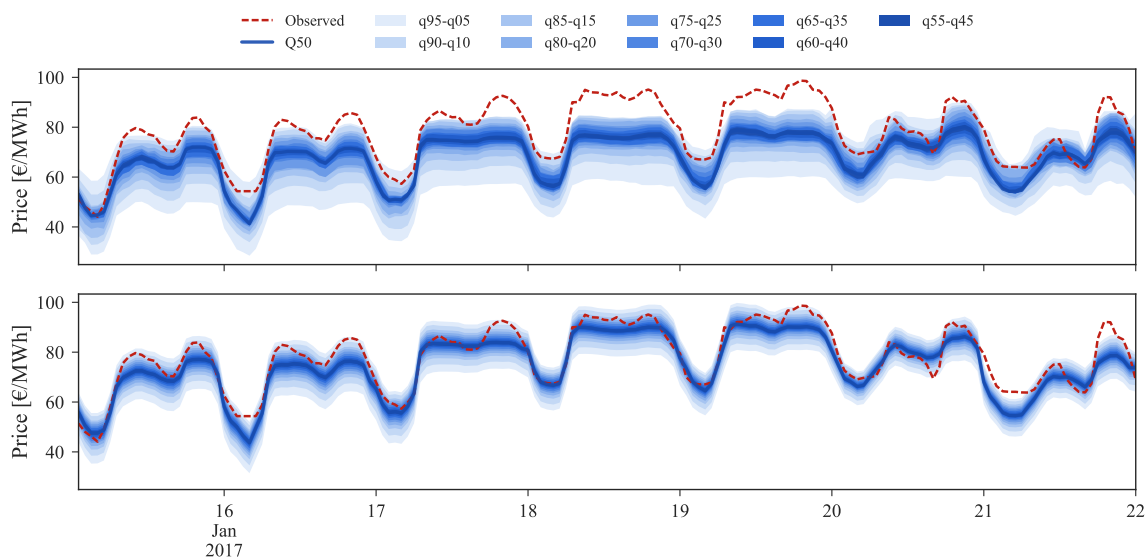 Observed q95-q05 q85-q15 q75-q25 q65-q35 q55-q45
Q50 q90-q10 q80-q20 q70-q30 q60-q40
Price [€/MWh]
100
80
60
40
Price [€/MWh]
100
80
60
40
16 17 18 19 20 21 22
Jan
2017